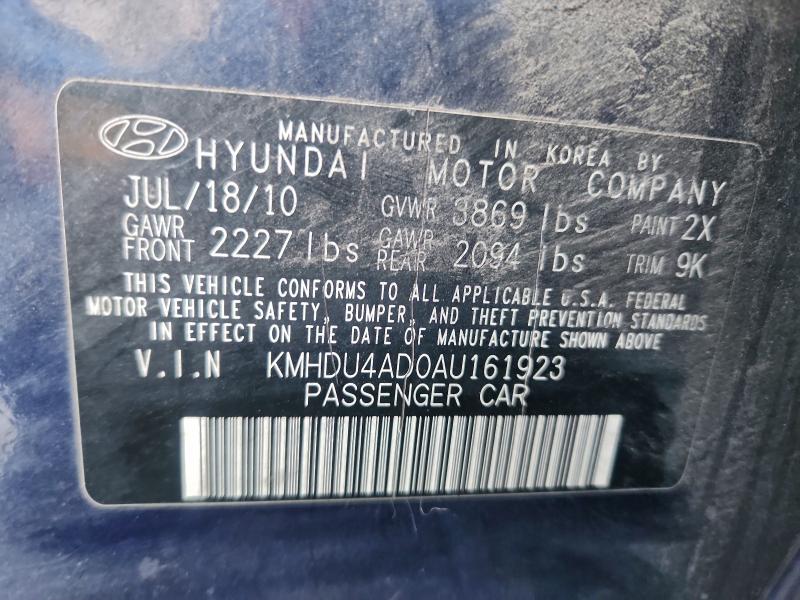 MANUFACTURED IN KOREA BY
HYUNDAI MOTOR COMPANY
JUL/18/10 GVWR 3869 lbs PAINT 2X
GAWR FRONT 2227 lbs GAWR REAR 2094 lbs TRIM 9K
THIS VEHICLE CONFORMS TO ALL APPLICABLE U.S.A. FEDERAL
MOTOR VEHICLE SAFETY, BUMPER, AND THEFT PREVENTION STANDARDS
IN EFFECT ON THE DATE OF MANUFACTURE SHOWN ABOVE
V.I.N KMHDU4AD0AU161923
PASSENGER CAR